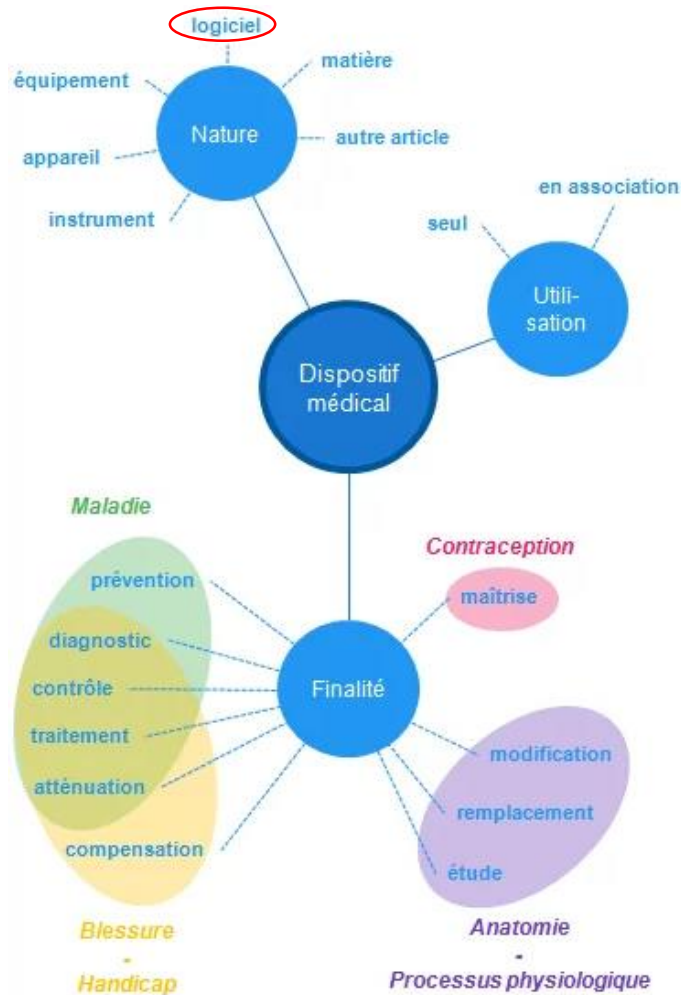 logiciel
matière
équipement
Nature
autre article
appareil
instrument
en association
seul
Utili-
sation
Dispositif
médical
Maladie
Contraception
prévention
maîtrise
diagnostic
contrôle
Finalité
traitement
modification
attènuation
remplacement
compensation
étude
Blessure
-
Handicap
Anatomie
-
Processus physiologique